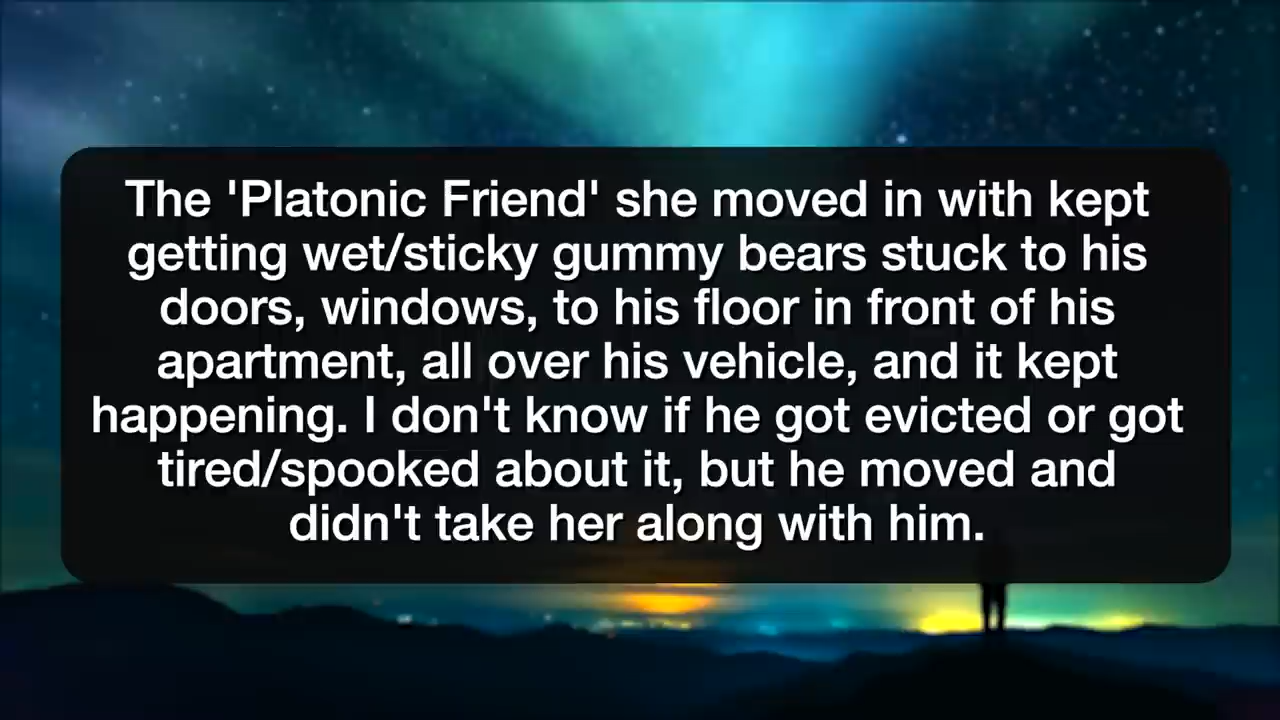 The 'Platonic Friend' she moved in with kept
getting wet/sticky gummy bears stuck to his
doors, windows, to his floor in front of his
apartment, all over his vehicle, and it kept
happening. I don't know if he got evicted or got
tired/spooked about it, but he moved and
didn't take her along with him.